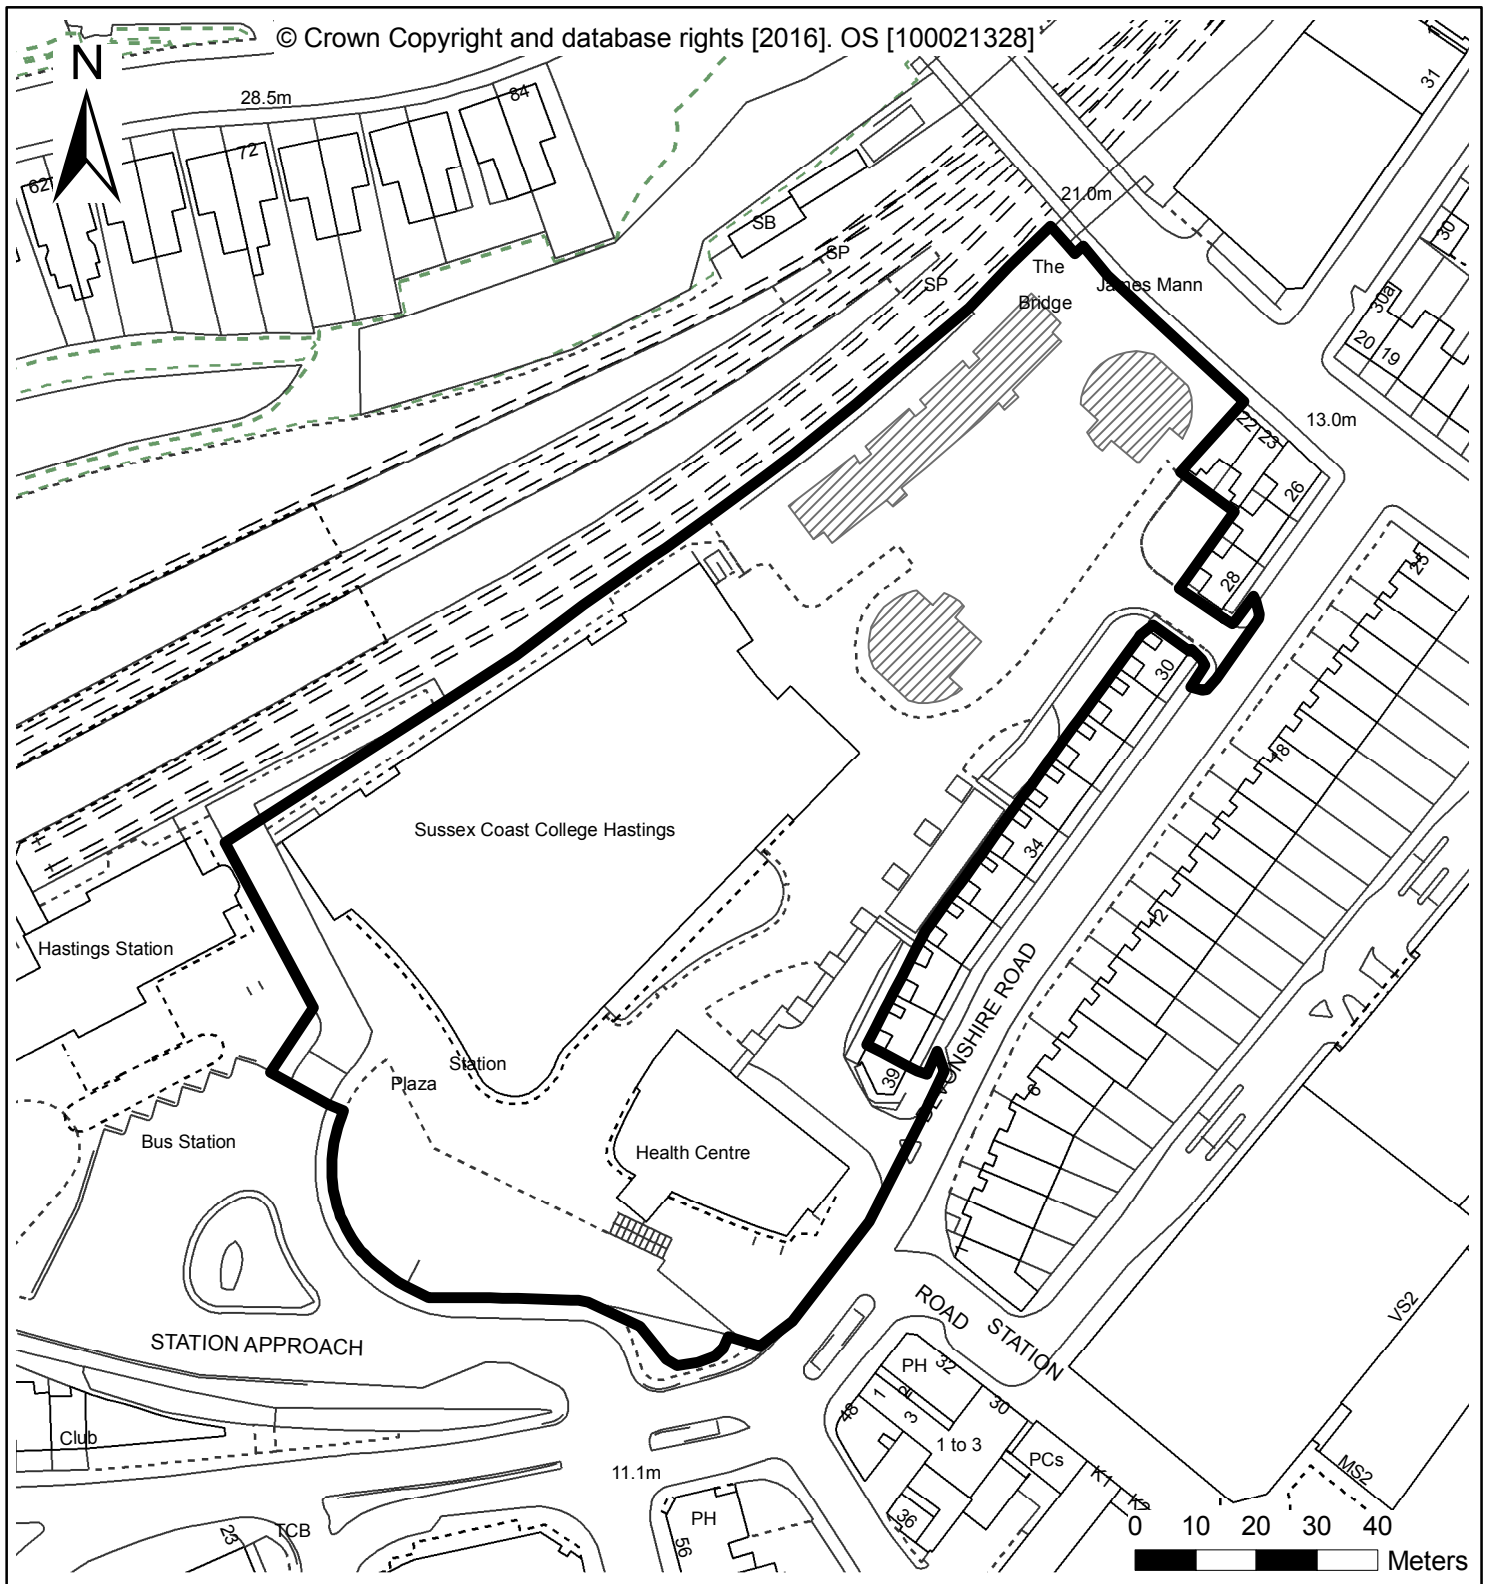 © Crown Copyright and database rights [2016]. OS [100021328]
N
28.5m
84
72
62
31
21.0m
SB
SP
SP
The
Bridge
James Mann
30
30a
20
19
22
23
13.0m
26
28
25
30
18
34
12
Sussex Coast College Hastings
Hastings Station
DEVONSHIRE ROAD
Station
Plaza
39
6
Bus Station
Health Centre
1
STATION APPROACH
ROAD
STATION
VS2
PH
32
1
2
3
48
30
1 to 3
Club
PCs
K1
K2
MS2
11.1m
36
PH
56
TCB
23
0 10 20 30 40
Meters